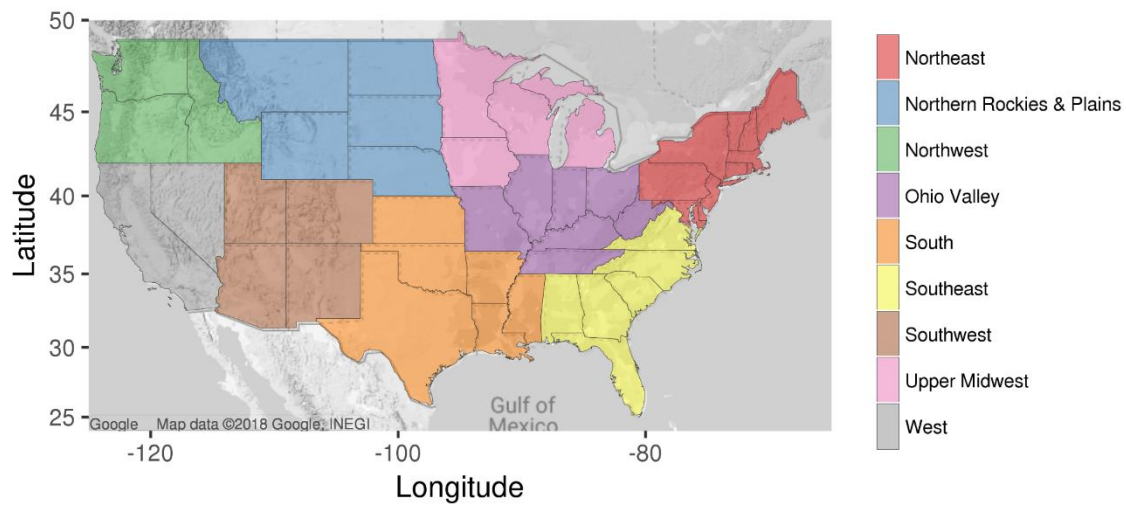 50
45
40
35
30
25
Latitude
-120
-100
-80
Longitude
Gulf of
Mexico
Google
Map data ©2018 Google, INEGI
Northeast
Northern Rockies & Plains
Northwest
Ohio Valley
South
Southeast
Southwest
Upper Midwest
West